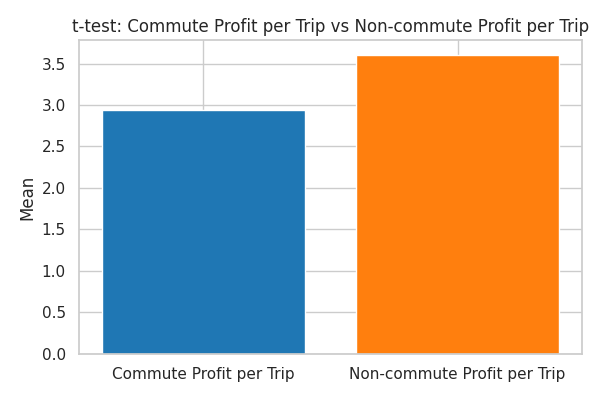 t-test: Commute Profit per Trip vs Non-commute Profit per Trip
3.5
3.0
2.5
2.0
1.5
1.0
0.5
0.0
Mean
Commute Profit per Trip
Non-commute Profit per Trip